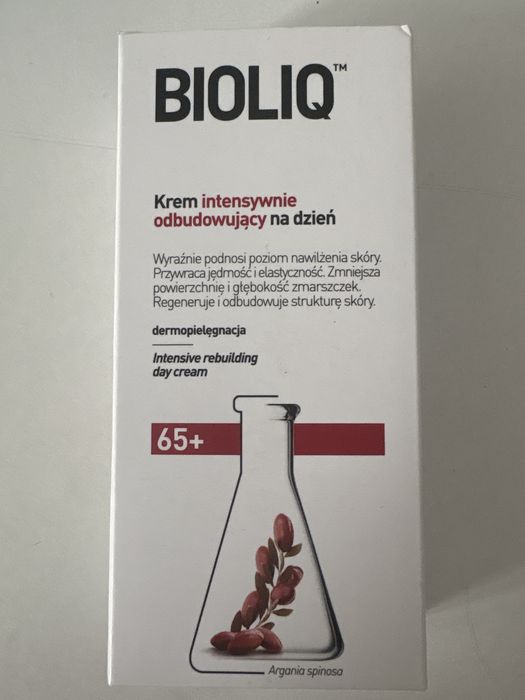 BIOLIQ™
Krem intensywnie
odbudowujący na dzień
Wyraźnie podnosi poziom nawilżenia skóry.
Przywraca jędrność i elastyczność. Zmniejsza
powierzchnię i głębokość zmarszczek.
Regeneruje i odbudowuje strukturę skóry.
dermopielęgnacja
Intensive rebuilding
day cream
65+
Argania spinosa